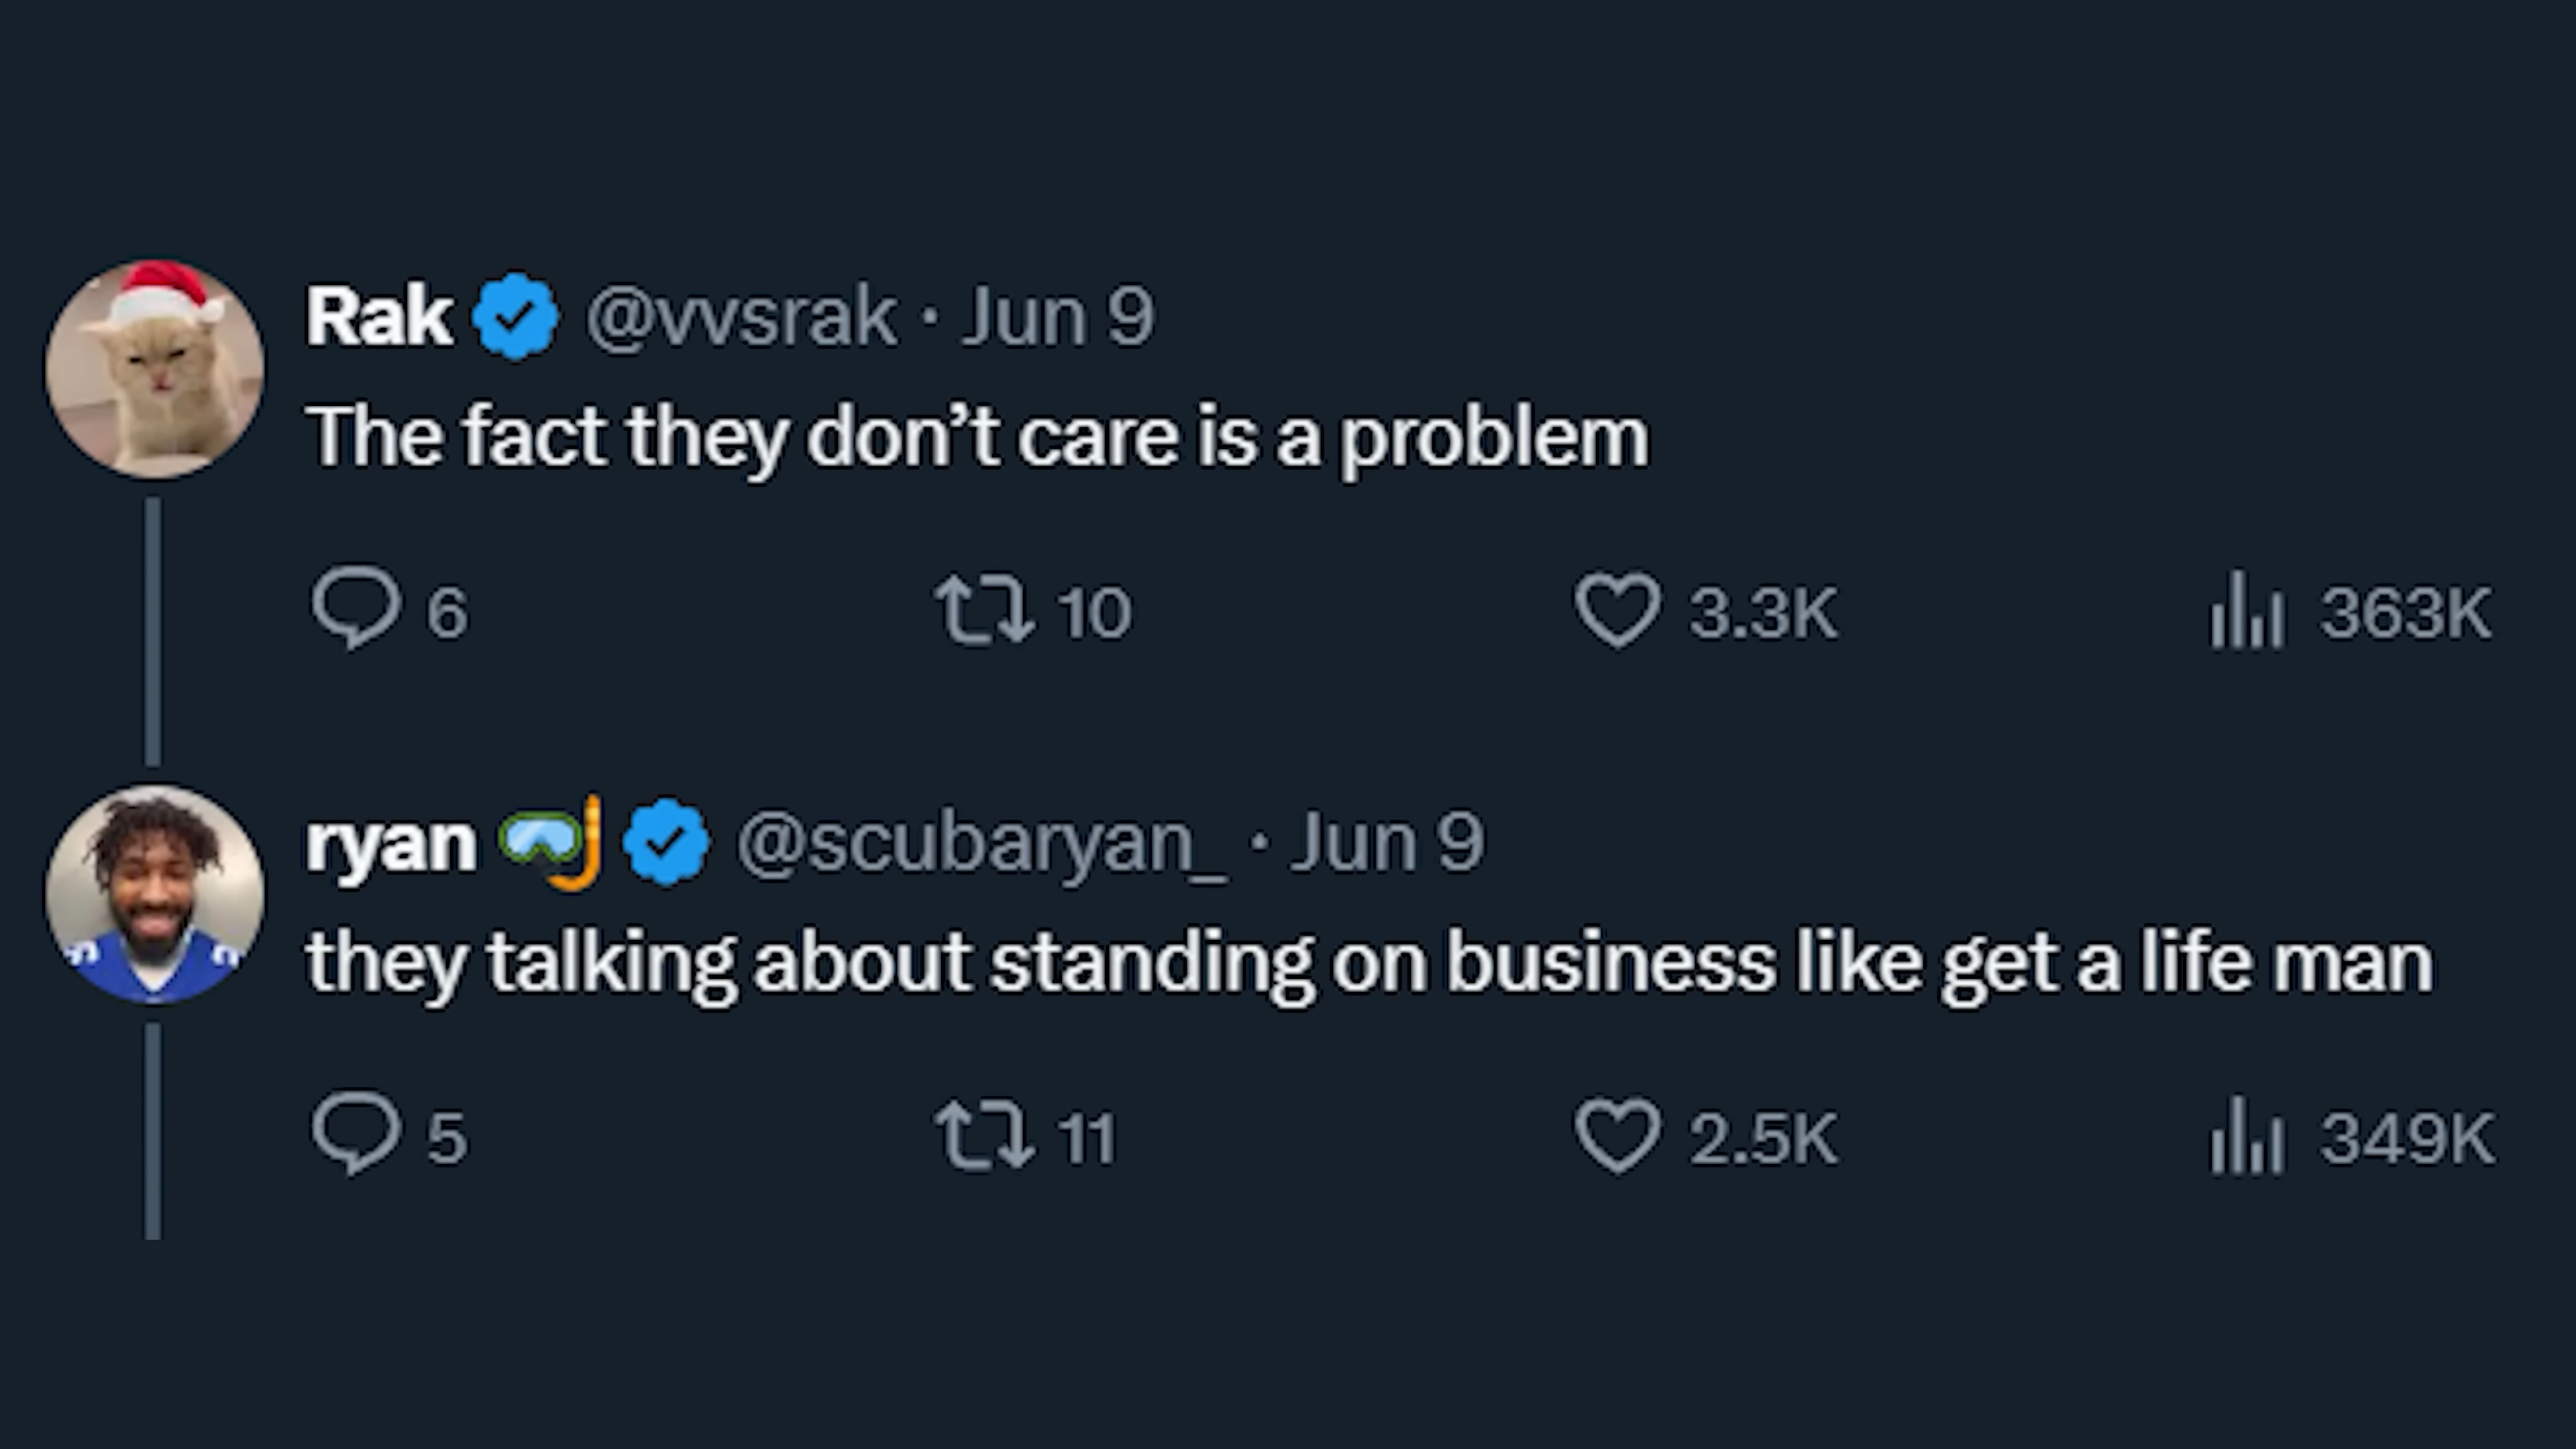 Rak @vvsrak · Jun 9
The fact they don’t care is a problem
6 10 3.3K 363K
ryan 🤿 @scubaryan_ · Jun 9
they talking about standing on business like get a life man
5 11 2.5K 349K